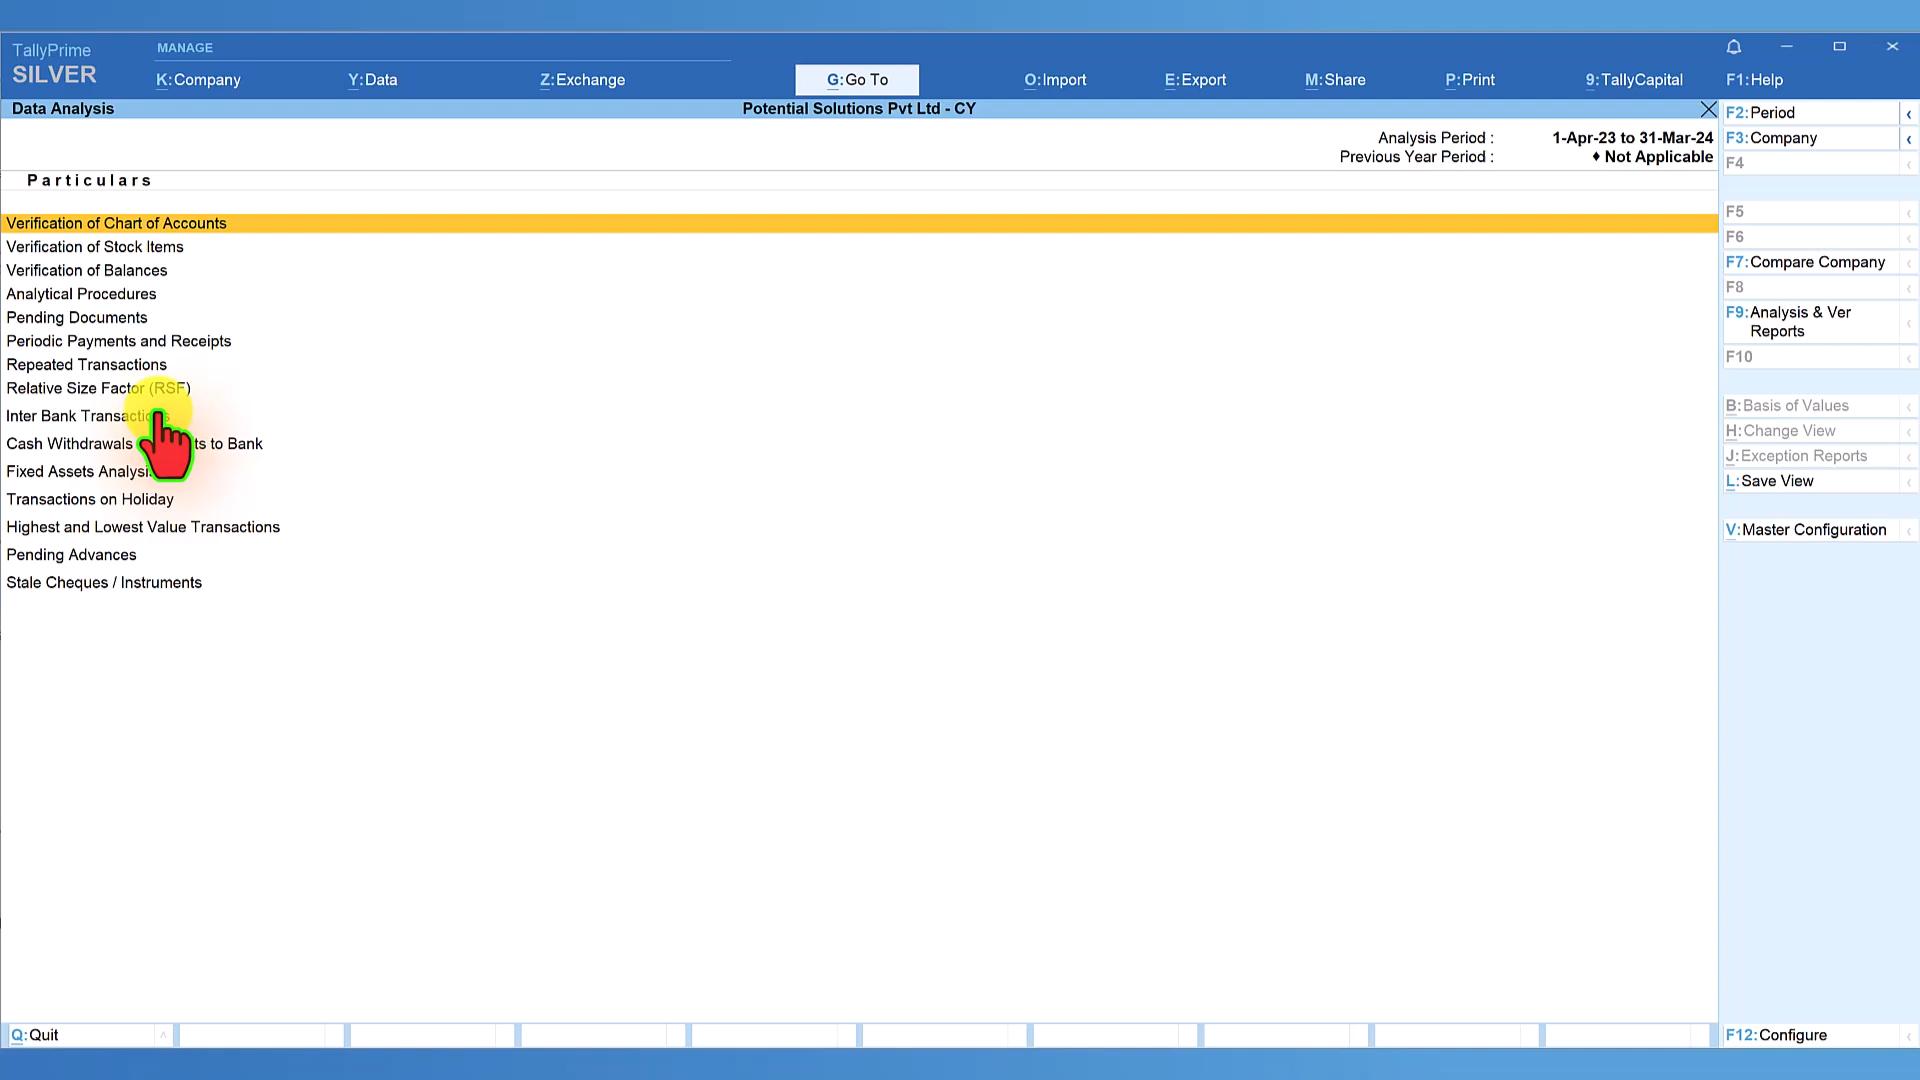 TallyPrime
SILVER
MANAGE
K:Company
Y:Data
Z:Exchange
G:Go To
O:Import
E:Export
M:Share
P:Print
9:TallyCapital
F1:Help
Data Analysis
Potential Solutions Pvt Ltd - CY
Analysis Period : 1-Apr-23 to 31-Mar-24
Previous Year Period : ♦ Not Applicable
Particulars
Verification of Chart of Accounts
Verification of Stock Items
Verification of Balances
Analytical Procedures
Pending Documents
Periodic Payments and Receipts
Repeated Transactions
Relative Size Factor (RSF)
Inter Bank Transactions
Cash Withdrawals to Bank
Fixed Assets Analysis
Transactions on Holiday
Highest and Lowest Value Transactions
Pending Advances
Stale Cheques / Instruments
F2:Period
F3:Company
F4
F5
F6
F7:Compare Company
F8
F9:Analysis & Ver
Reports
F10
B:Basis of Values
H:Change View
J:Exception Reports
L:Save View
V:Master Configuration
Q:Quit
F12:Configure